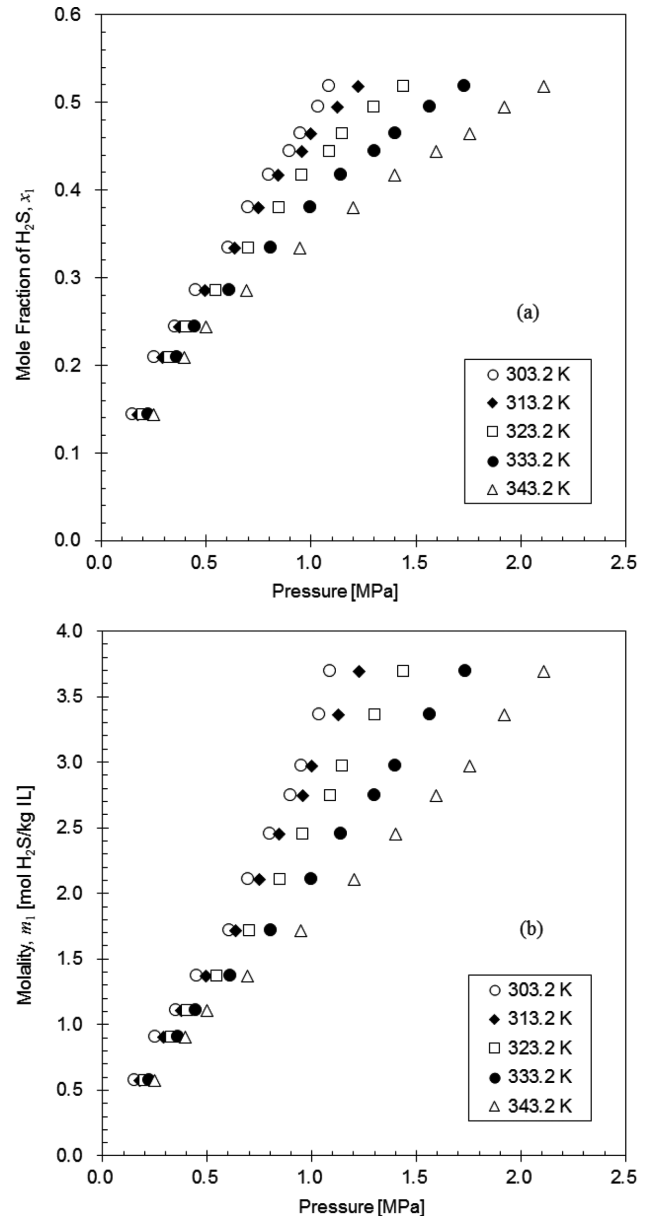 0.6
0.5
0.4
0.3
0.2
0.1
0.0
Mole Fraction of H₂S, x₁
(a)
303.2 K
313.2 K
323.2 K
333.2 K
343.2 K
0.0 0.5 1.0 1.5 2.0 2.5
Pressure [MPa]
4.0
3.5
3.0
2.5
2.0
1.5
1.0
0.5
0.0
Molality, m₁ [mol H₂S/kg IL]
(b)
303.2 K
313.2 K
323.2 K
333.2 K
343.2 K
0.0 0.5 1.0 1.5 2.0 2.5
Pressure [MPa]